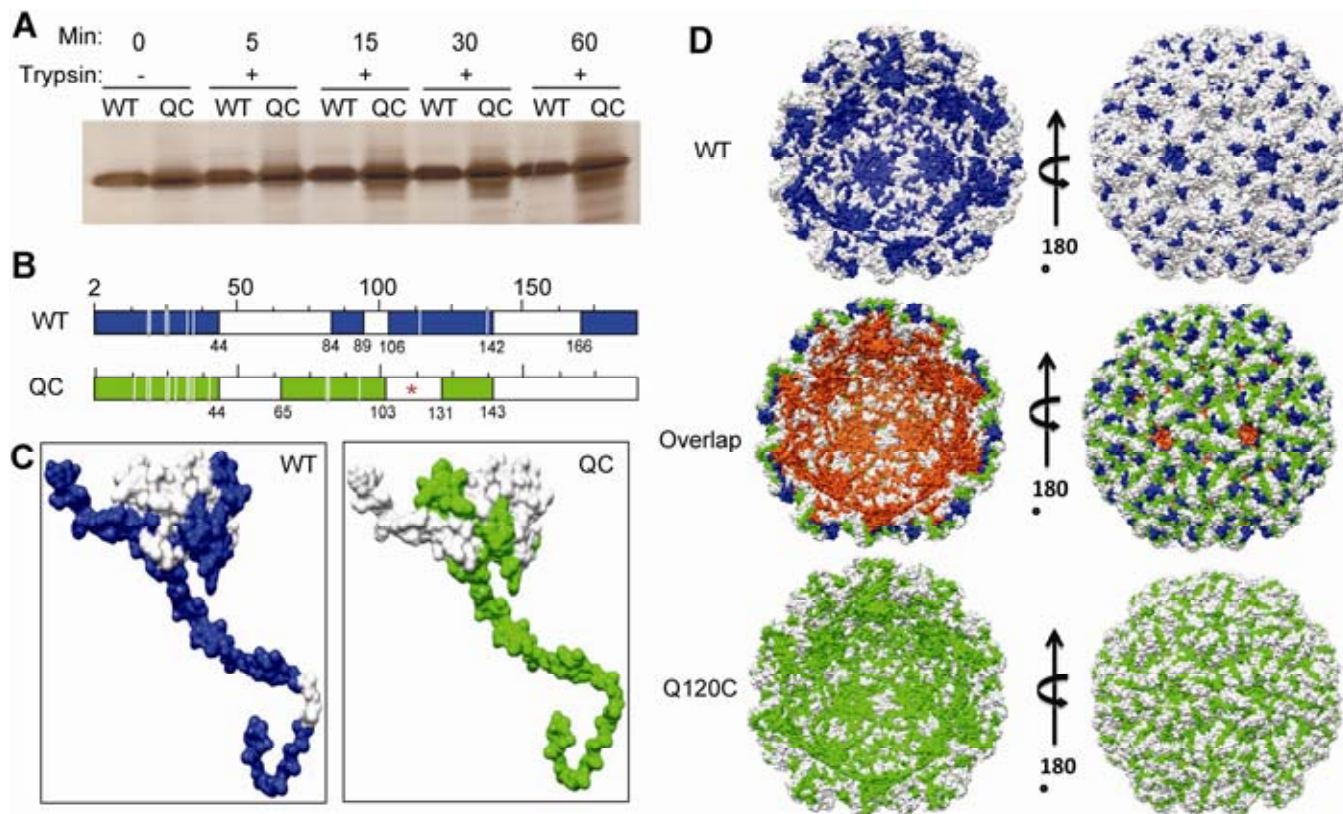 A
Min: 0 5 15 30 60
Trypsin: - + + + +
WT QC WT QC WT QC WT QC WT QC
B
2 50 100 150
WT
44 84 89 106 142 166
QC
*
44 65 103 131 143
C
WT
QC
D
WT
180
Overlap
180
Q120C
180